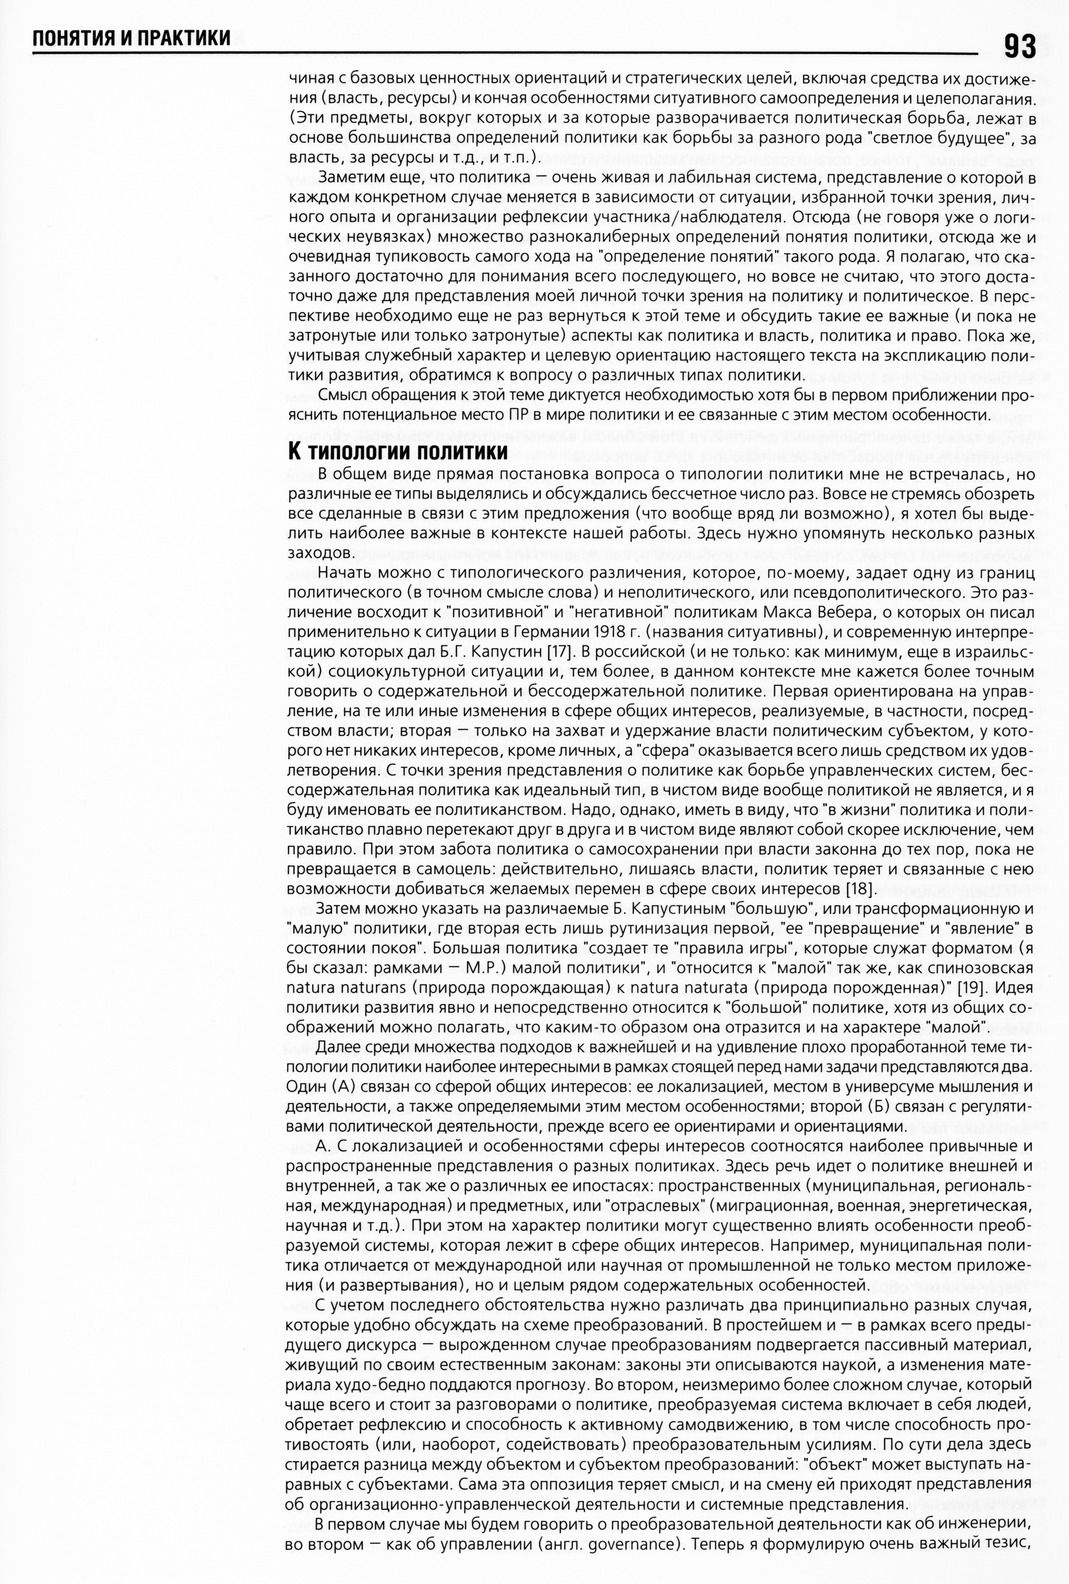 ПОНЯТИЯ И ПРАКТИКИ
93
чиная с базовых ценностных ориентаций и стратегических целей, включая средства их достиже-
ния (власть, ресурсы) и кончая особенностями ситуативного самоопределения и целеполагания.
(Эти предметы, вокруг которых и за которые разворачивается политическая борьба, лежат в
основе большинства определений политики как борьбы за разного рода "светлое будущее", за
власть, за ресурсы и т.д., и т.п.).
Заметим еще, что политика — очень живая и лабильная система, представление о которой в
каждом конкретном случае меняется в зависимости от ситуации, избранной точки зрения, лич-
ного опыта и организации рефлексии участника/наблюдателя. Отсюда (не говоря уже о логи-
ческих неувязках) множество разнокалиберных определений понятия политики, отсюда же и
очевидная тупиковость самого хода на "определение понятий" такого рода. Я полагаю, что ска-
занного достаточно для понимания всего последующего, но вовсе не считаю, что этого доста-
точно даже для представления моей личной точки зрения на политику и политическое. В перс-
пективе необходимо еще не раз вернуться к этой теме и обсудить такие ее важные (и пока не
затронутые или только затронутые) аспекты как политика и власть, политика и право. Пока же,
учитывая служебный характер и целевую ориентацию настоящего текста на экспликацию поли-
тики развития, обратимся к вопросу о различных типах политики.
Смысл обращения к этой теме диктуется необходимостью хотя бы в первом приближении про-
яснить потенциальное место ПР в мире политики и ее связанные с этим местом особенности.
К ТИПОЛОГИИ ПОЛИТИКИ
В общем виде прямая постановка вопроса о типологии политики мне не встречалась, но
различные ее типы выделялись и обсуждались бессчетное число раз. Вовсе не стремясь обозреть
все сделанные в связи с этим предложения (что вообще вряд ли возможно), я хотел бы выде-
лить наиболее важные в контексте нашей работы. Здесь нужно упомянуть несколько разных
заходов.
Начать можно с типологического различения, которое, по-моему, задает одну из границ
политического (в точном смысле слова) и неполитического, или псевдополитического. Это раз-
личение восходит к "позитивной" и "негативной" политикам Макса Вебера, о которых он писал
применительно к ситуации в Германии 1918 г. (названия ситуативны), и современную интерпре-
тацию которых дал Б.Г. Капустин [17]. В российской (и не только: как минимум, еще в израильс-
кой) социокультурной ситуации и, тем более, в данном контексте мне кажется более точным
говорить о содержательной и бессодержательной политике. Первая ориентирована на управ-
ление, на те или иные изменения в сфере общих интересов, реализуемые, в частности, посред-
ством власти; вторая — только на захват и удержание власти политическим субъектом, у кото-
рого нет никаких интересов, кроме личных, а "сфера" оказывается всего лишь средством их удов-
летворения. С точки зрения представления о политике как борьбе управленческих систем, бес-
содержательная политика как идеальный тип, в чистом виде вообще политикой не является, и я
буду именовать ее политиканством. Надо, однако, иметь в виду, что "в жизни" политика и поли-
тиканство плавно перетекают друг в друга и в чистом виде являют собой скорее исключение, чем
правило. При этом забота политика о самосохранении при власти законна до тех пор, пока не
превращается в самоцель: действительно, лишаясь власти, политик теряет и связанные с нею
возможности добиваться желаемых перемен в сфере своих интересов [18].
Затем можно указать на различаемые Б. Капустиным "большую", или трансформационную и
"малую" политики, где вторая есть лишь рутинизация первой, "ее "превращение" и "явление" в
состоянии покоя". Большая политика "создает те "правила игры", которые служат форматом (я
бы сказал: рамками — М.Р.) малой политики", и "относится к "малой" так же, как спинозовская
natura naturans (природа порождающая) к natura naturata (природа порожденная)" [19]. Идея
политики развития явно и непосредственно относится к "большой" политике, хотя из общих со-
ображений можно полагать, что каким-то образом она отразится и на характере "малой".
Далее среди множества подходов к важнейшей и на удивление плохо проработанной теме ти-
пологии политики наиболее интересными в рамках стоящей перед нами задачи представляются два.
Один (А) связан со сферой общих интересов: ее локализацией, местом в универсуме мышления и
деятельности, а также определяемыми этим местом особенностями; второй (Б) связан с регуляти-
вами политической деятельности, прежде всего ее ориентирами и ориентациями.
А. С локализацией и особенностями сферы интересов соотносятся наиболее привычные и
распространенные представления о разных политиках. Здесь речь идет о политике внешней и
внутренней, а так же о различных ее ипостасях: пространственных (муниципальная, региональ-
ная, международная) и предметных, или "отраслевых" (миграционная, военная, энергетическая,
научная и т.д.). При этом на характер политики могут существенно влиять особенности преоб-
разуемой системы, которая лежит в сфере общих интересов. Например, муниципальная поли-
тика отличается от международной или научная от промышленной не только местом приложе-
ния (и развертывания), но и целым рядом содержательных особенностей.
С учетом последнего обстоятельства нужно различать два принципиально разных случая,
которые удобно обсуждать на схеме преобразований. В простейшем и — в рамках всего преды-
дущего дискурса — вырожденном случае преобразованиям подвергается пассивный материал,
живущий по своим естественным законам: законы эти описываются наукой, а изменения мате-
риала худо-бедно поддаются прогнозу. Во втором, неизмеримо более сложном случае, который
чаще всего и стоит за разговорами о политике, преобразуемая система включает в себя людей,
обретает рефлексию и способность к активному самодвижению, в том числе способность про-
тивостоять (или, наоборот, содействовать) преобразовательным усилиям. По сути дела здесь
стирается разница между объектом и субъектом преобразований: "объект" может выступать на-
равных с субъектами. Сама эта оппозиция теряет смысл, и на смену ей приходят представления
об организационно-управленческой деятельности и системные представления.
В первом случае мы будем говорить о преобразовательной деятельности как об инженерии,
во втором — как об управлении (англ. governance). Теперь я формулирую очень важный тезис,